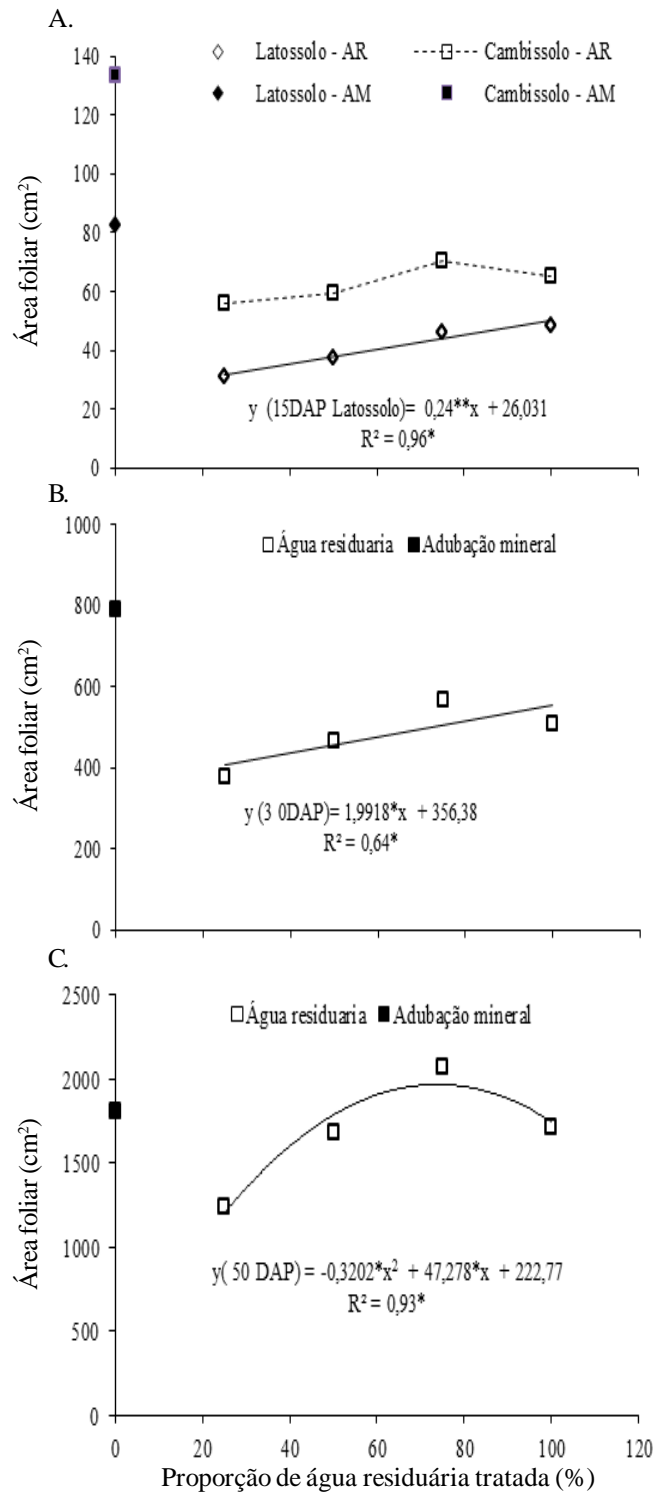 A.
Latossolo - AR
Cambissolo - AR
Latossolo - AM
Cambissolo - AM
140
120
100
80
60
40
20
0
Área foliar (cm²)
y (15DAP Latossolo)= 0,24**x + 26,031
R² = 0,96*
B.
1000
800
600
400
200
0
Área foliar (cm²)
Água residuaria Adubação mineral
y (3 0DAP)= 1,9918*x + 356,38
R² = 0,64*
C.
2500
2000
1500
1000
500
0
Área foliar (cm²)
Água residuaria Adubação mineral
y( 50 DAP) = -0,3202*x² + 47,278*x + 222,77
R² = 0,93*
0 20 40 60 80 100 120
Proporção de água residuária tratada (%)